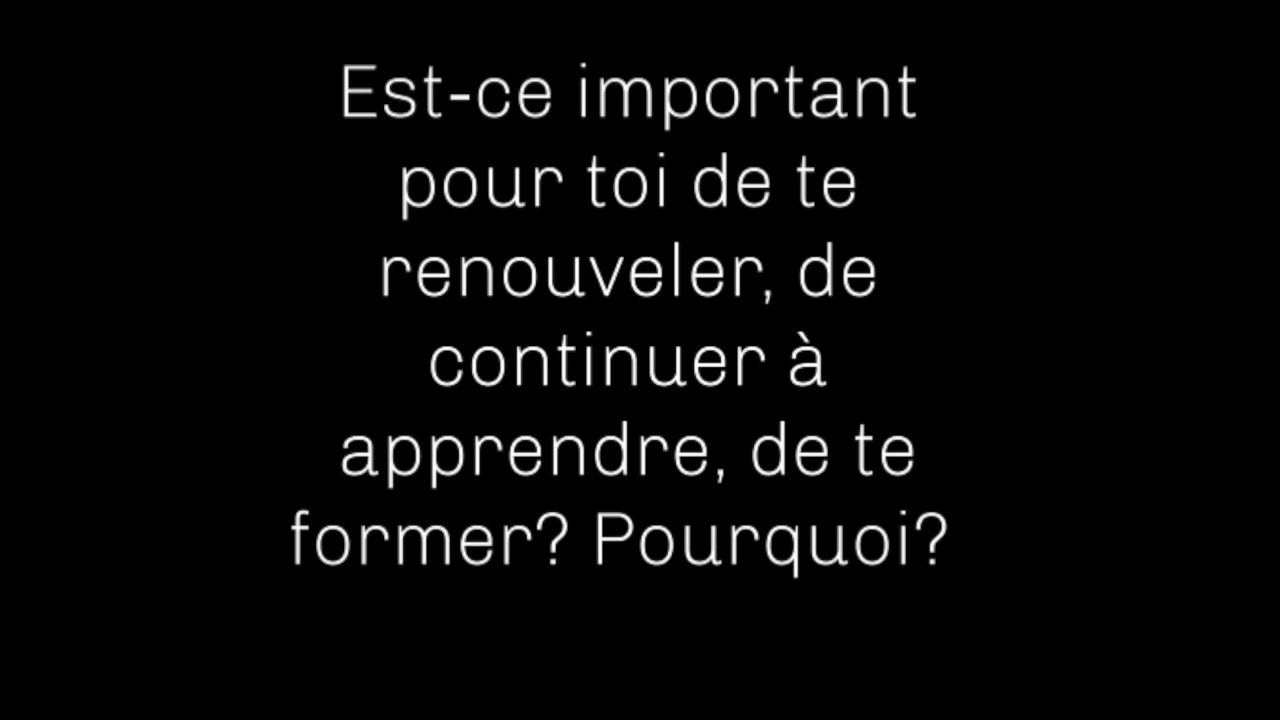 Est-ce important
pour toi de te
renouveler, de
continuer à
apprendre, de te
former? Pourquoi?